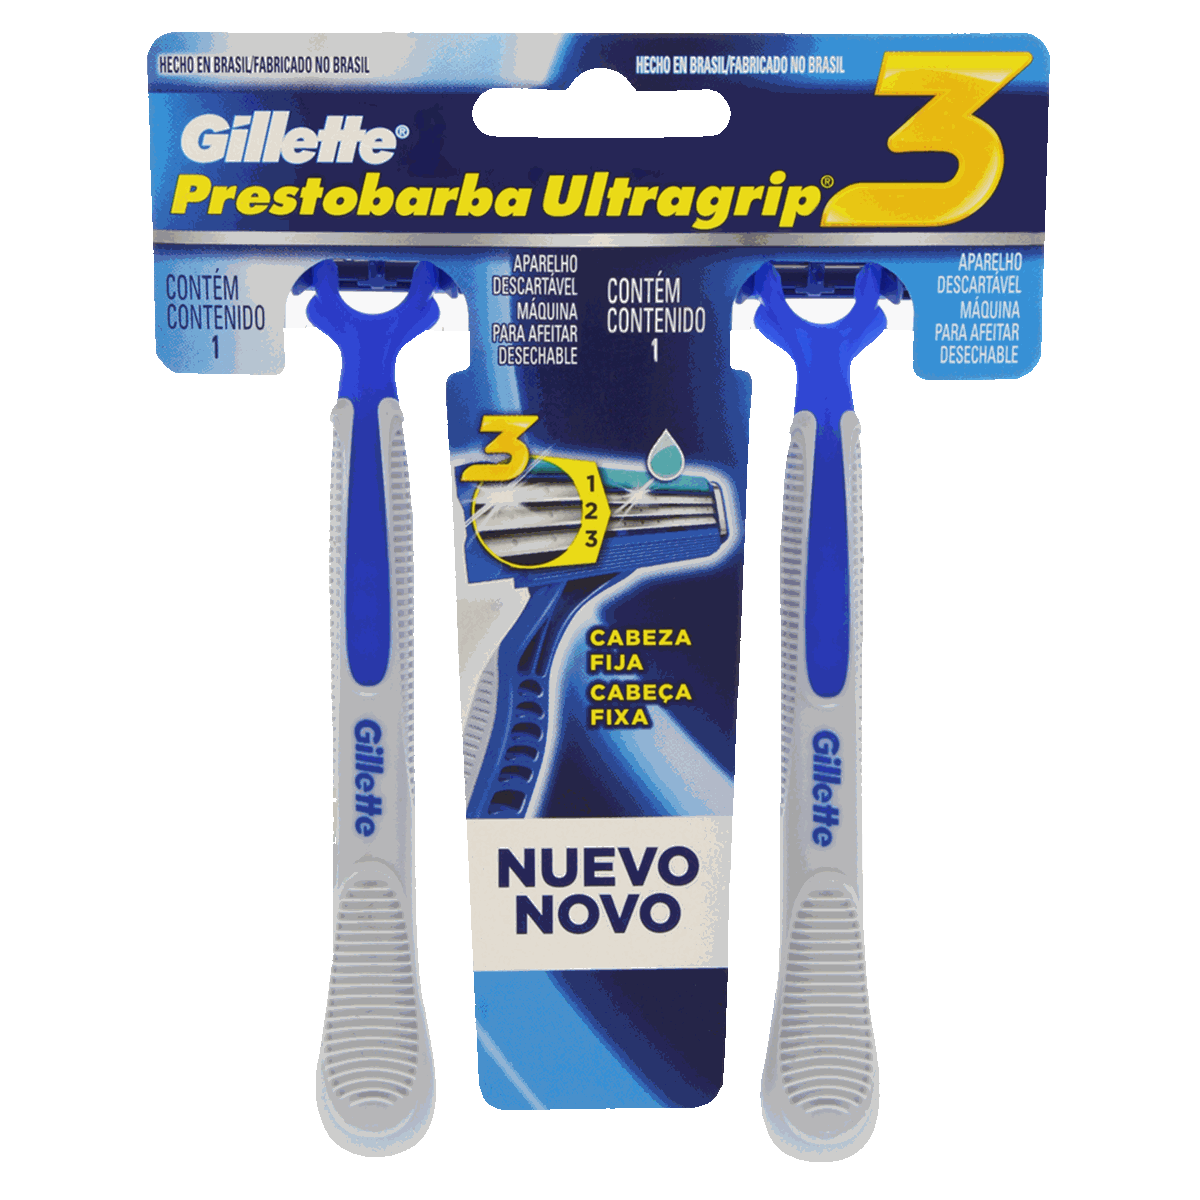 HECHO EN BRASIL/FABRICADO NO BRASIL
HECHO EN BRASIL/FABRICADO NO BRASIL
3
Gillette®
Prestobarba Ultragrip®
CONTÉM
CONTENIDO
1
APARELHO
DESCARTÁVEL
MÁQUINA
PARA AFEITAR
DESECHABLE
CONTÉM
CONTENIDO
1
APARELHO
DESCARTÁVEL
MÁQUINA
PARA AFEITAR
DESECHABLE
3
1
2
3
CABEZA
FIJA
CABEÇA
FIXA
Gillette
Gillette
NUEVO
NOVO